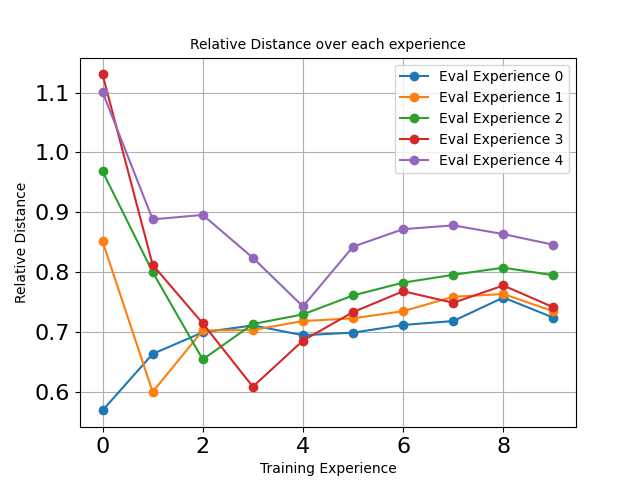 Relative Distance over each experience
Eval Experience 0
Eval Experience 1
Eval Experience 2
Eval Experience 3
Eval Experience 4
1.1
1.0
0.9
0.8
0.7
0.6
Relative Distance
0 2 4 6 8
Training Experience